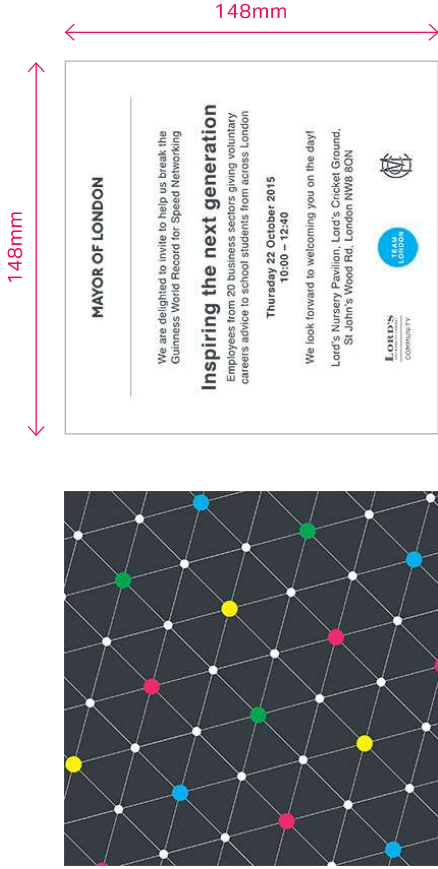 148mm
148mm
MAYOR OF LONDON
We are delighted to invite to help us break the
Guinness World Record for Speed Networking
Inspiring the next generation
Employees from 20 business sectors giving voluntary
careers advice to school students from across London
Thursday 22 October 2015
10:00 – 12:40
We look forward to welcoming you on the day!
Lord's Nursery Pavilion, Lord's Cricket Ground,
St John's Wood Rd, London NW8 8QN
LORD'S
COMMUNITY
TEAM
LONDON
MCC